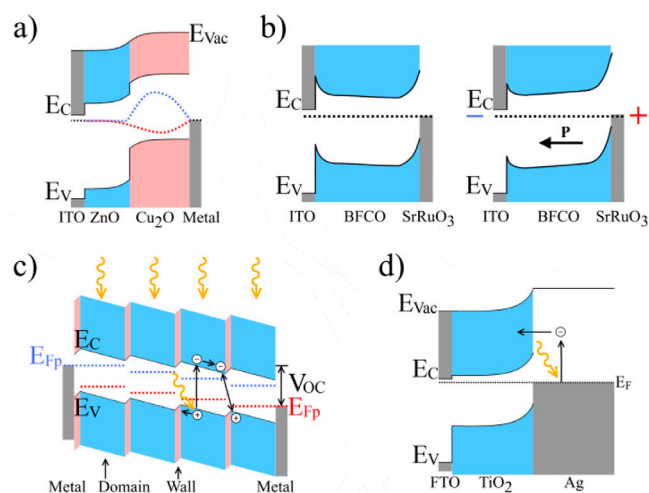 a)
E_Vac
E_C
E_V
ITO ZnO Cu₂O Metal
b)
E_C
E_V
ITO BFCO SrRuO₃
E_C
−
+
P
E_V
ITO BFCO SrRuO₃
c)
E_C
E_Fp
−
−
V_OC
E_V
+
+
E_Fp
Metal Domain Wall Metal
d)
E_Vac
−
E_C
E_F
E_V
FTO TiO₂ Ag